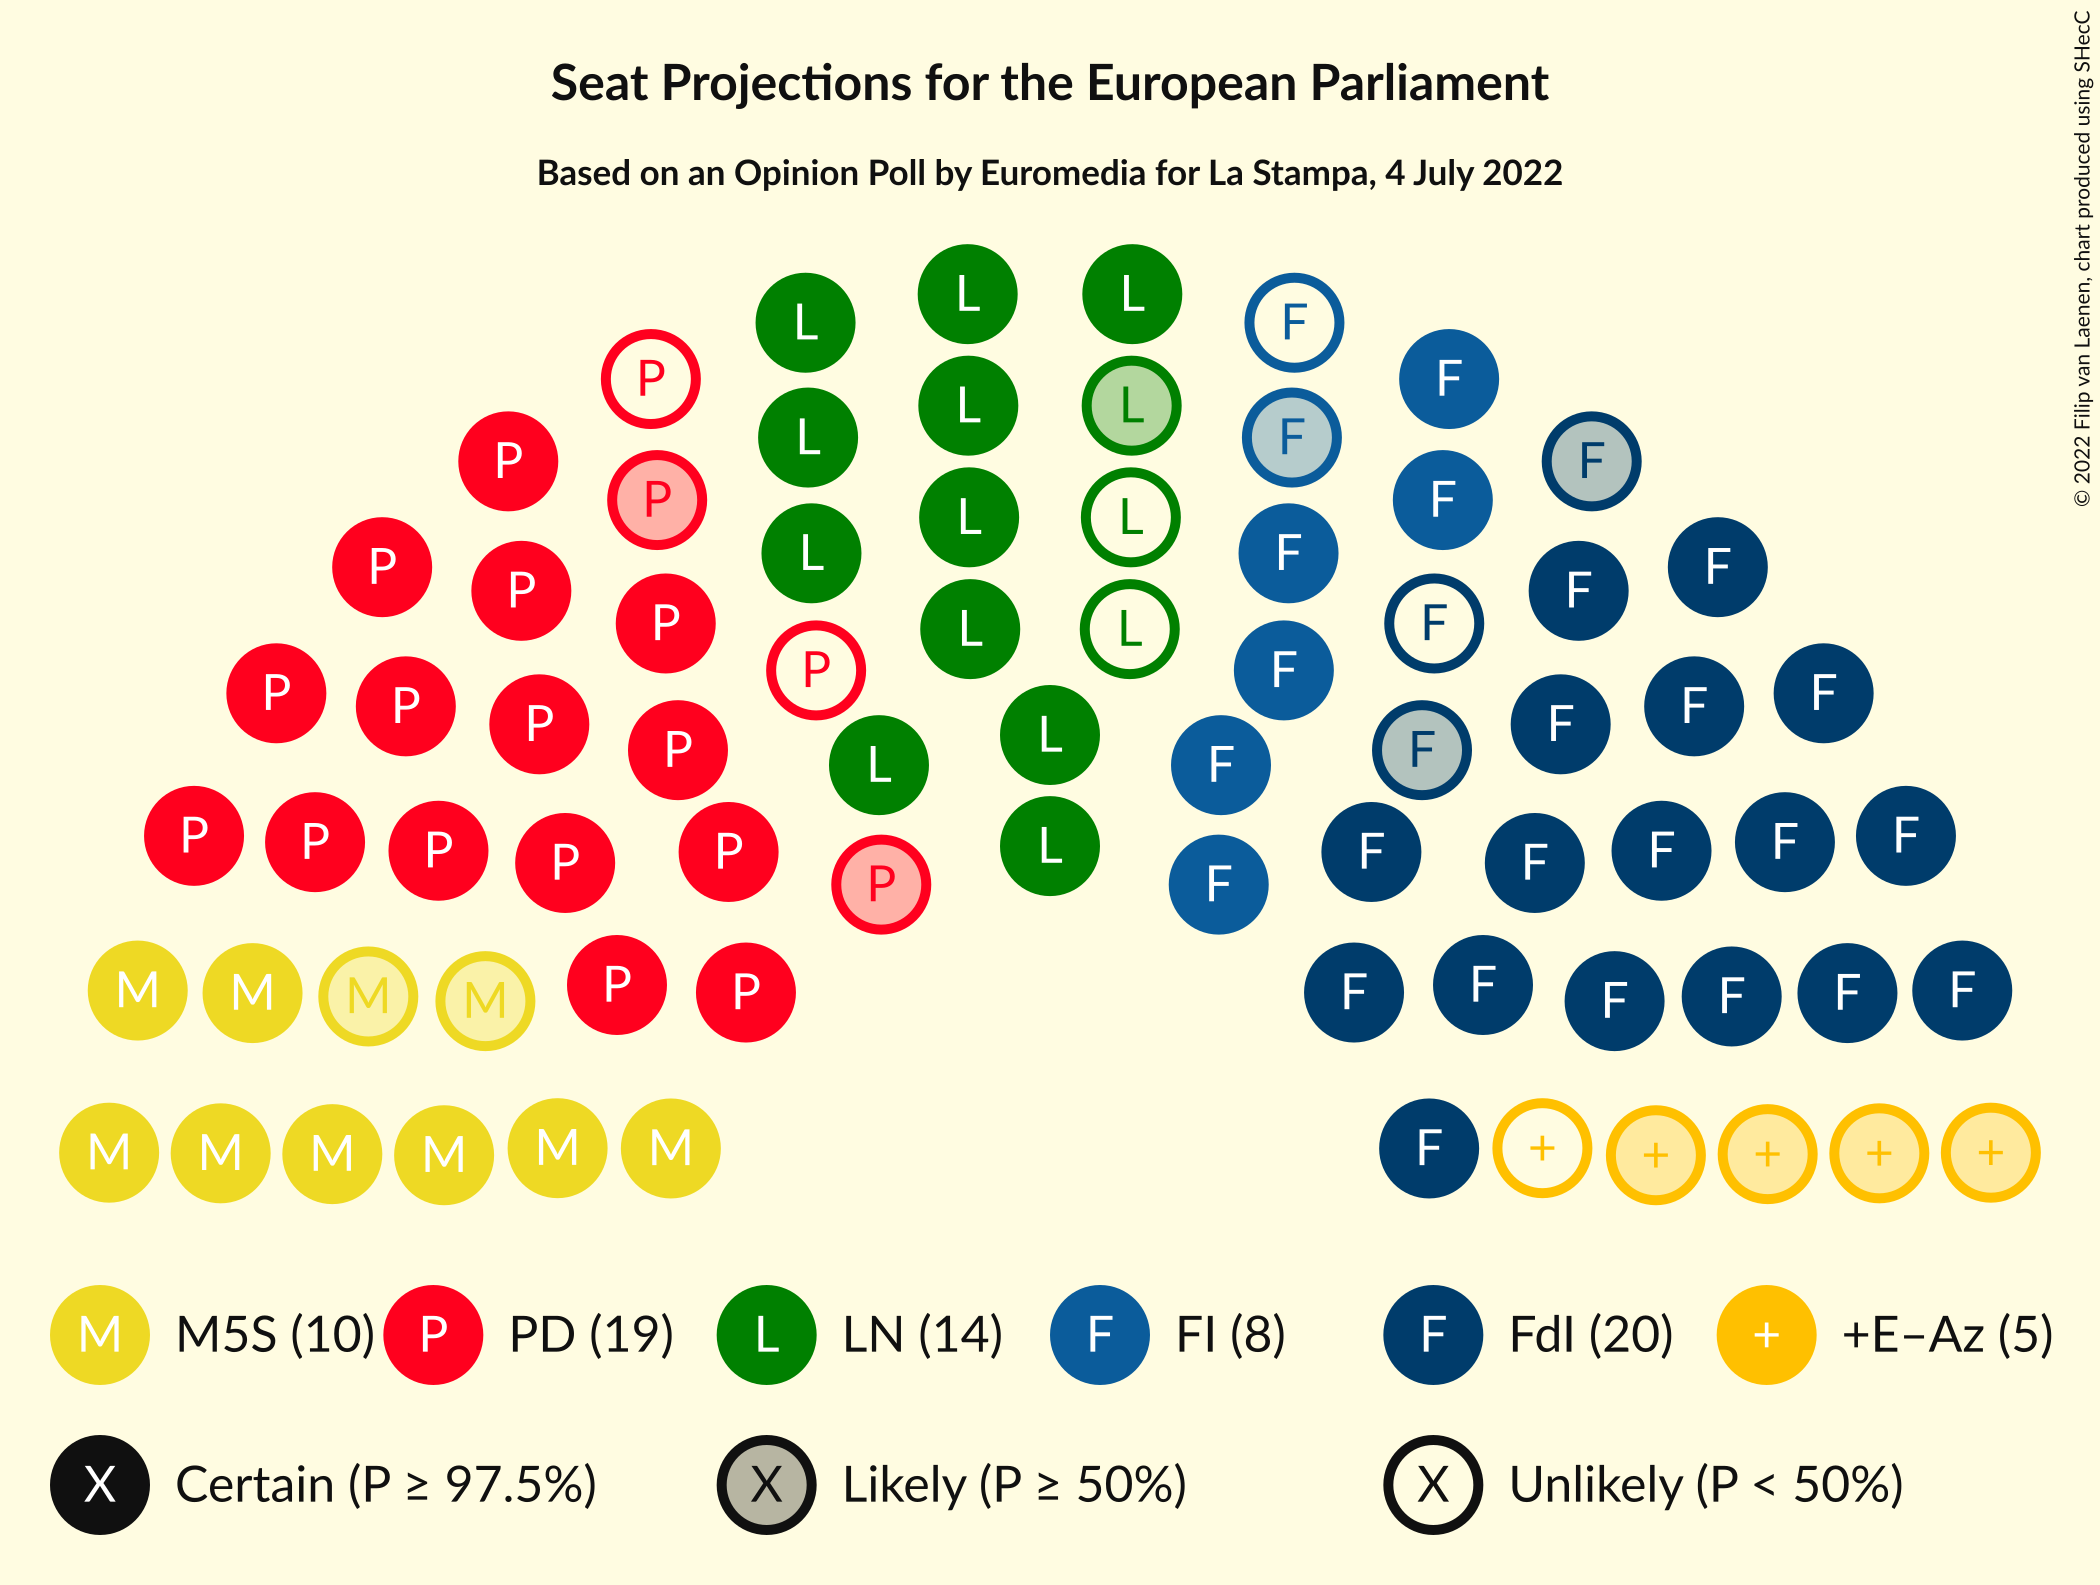 Seat Projections for the European Parliament
Based on an Opinion Poll by Euromedia for La Stampa, 4 July 2022
© 2022 Filip van Laenen, chart produced using SHecC
L L
L L F F
P L L F F
P L L F F
P P L L F F
P P L L F F
P P P L L F F F
P P P P L F F F F
P P P L F F F
P P P P P L F F F F F
P F
M M M M P P F F F F F F
M M M M M M F + + + + +
M M5S (10) P PD (19) L LN (14) F FI (8) F FdI (20) + +E–Az (5)
X Certain (P ≥ 97.5%) X Likely (P ≥ 50%) X Unlikely (P < 50%)